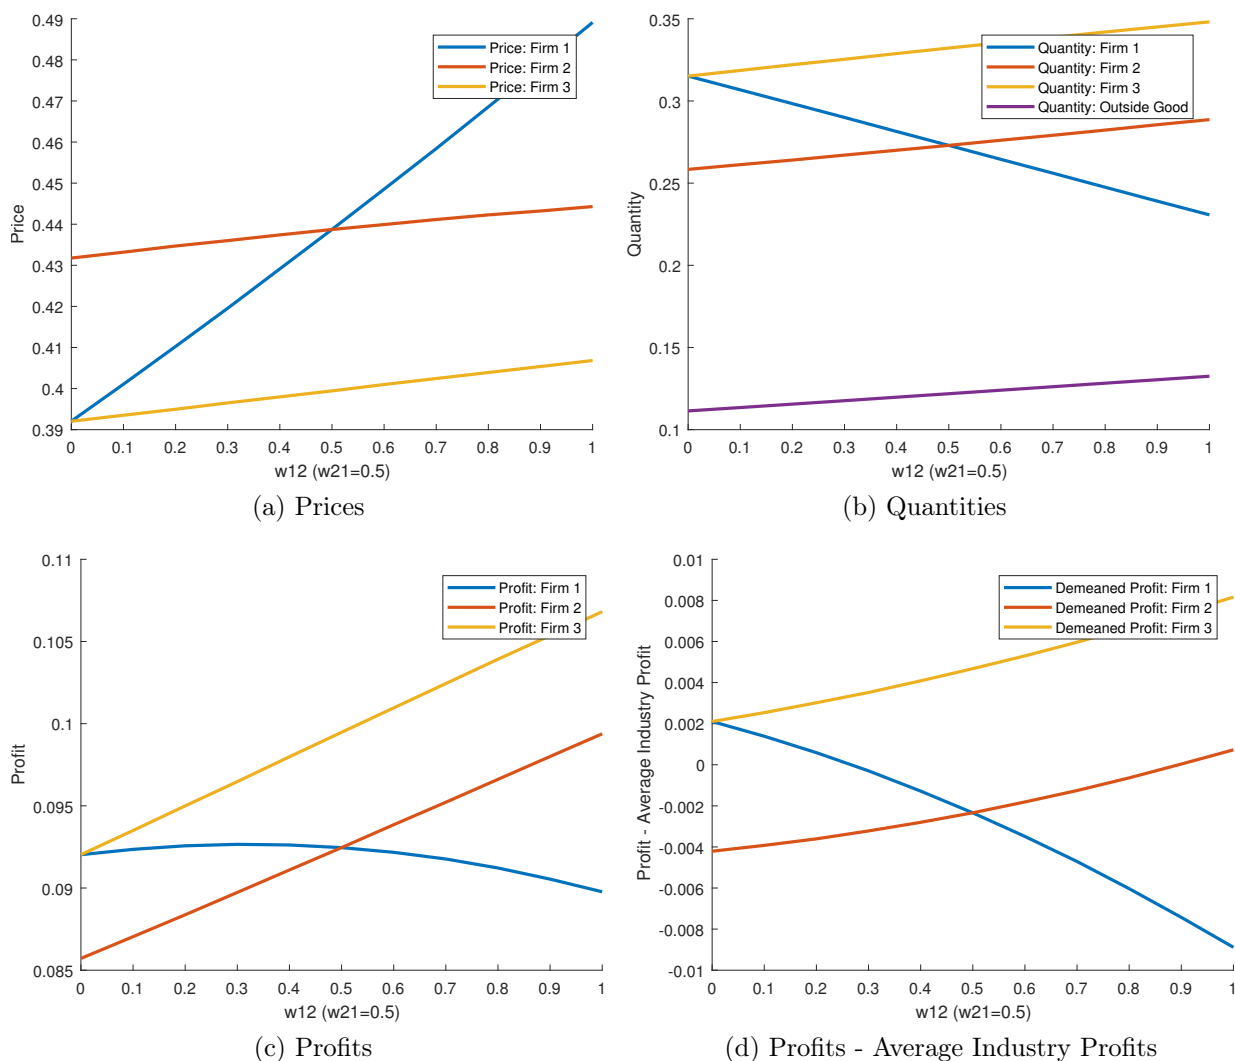 0.49
0.48
0.47
0.46
0.45
0.44
0.43
0.42
0.41
0.4
0.39
Price
Price: Firm 1
Price: Firm 2
Price: Firm 3
0 0.1 0.2 0.3 0.4 0.5 0.6 0.7 0.8 0.9 1
w12 (w21=0.5)
(a) Prices
0.35
0.3
0.25
0.2
0.15
0.1
Quantity
Quantity: Firm 1
Quantity: Firm 2
Quantity: Firm 3
Quantity: Outside Good
0 0.1 0.2 0.3 0.4 0.5 0.6 0.7 0.8 0.9 1
w12 (w21=0.5)
(b) Quantities
0.11
0.105
0.1
0.095
0.09
0.085
Profit
Profit: Firm 1
Profit: Firm 2
Profit: Firm 3
0 0.1 0.2 0.3 0.4 0.5 0.6 0.7 0.8 0.9 1
w12 (w21=0.5)
(c) Profits
0.01
0.008
0.006
0.004
0.002
0
-0.002
-0.004
-0.006
-0.008
-0.01
Profit - Average Industry Profit
Demeaned Profit: Firm 1
Demeaned Profit: Firm 2
Demeaned Profit: Firm 3
0 0.1 0.2 0.3 0.4 0.5 0.6 0.7 0.8 0.9 1
w12 (w21=0.5)
(d) Profits - Average Industry Profits